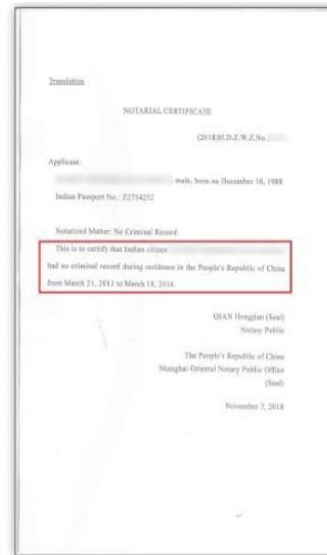 Translation
NOTARIAL CERTIFICATE
(2018)H.D.Z.W.Z.No.
Applicant:
, male, born on December 16, 1988
Indian Passport No.: Z2734252
Notarized Matter: No Criminal Record
This is to certify that Indian citizen
had no criminal record during residence in the People's Republic of China
from March 21, 2013 to March 18, 2014.
QIAN Hongjian (Seal)
Notary Public
The People's Republic of China
Shanghai Oriental Notary Public Office
(Seal)
November 7, 2018